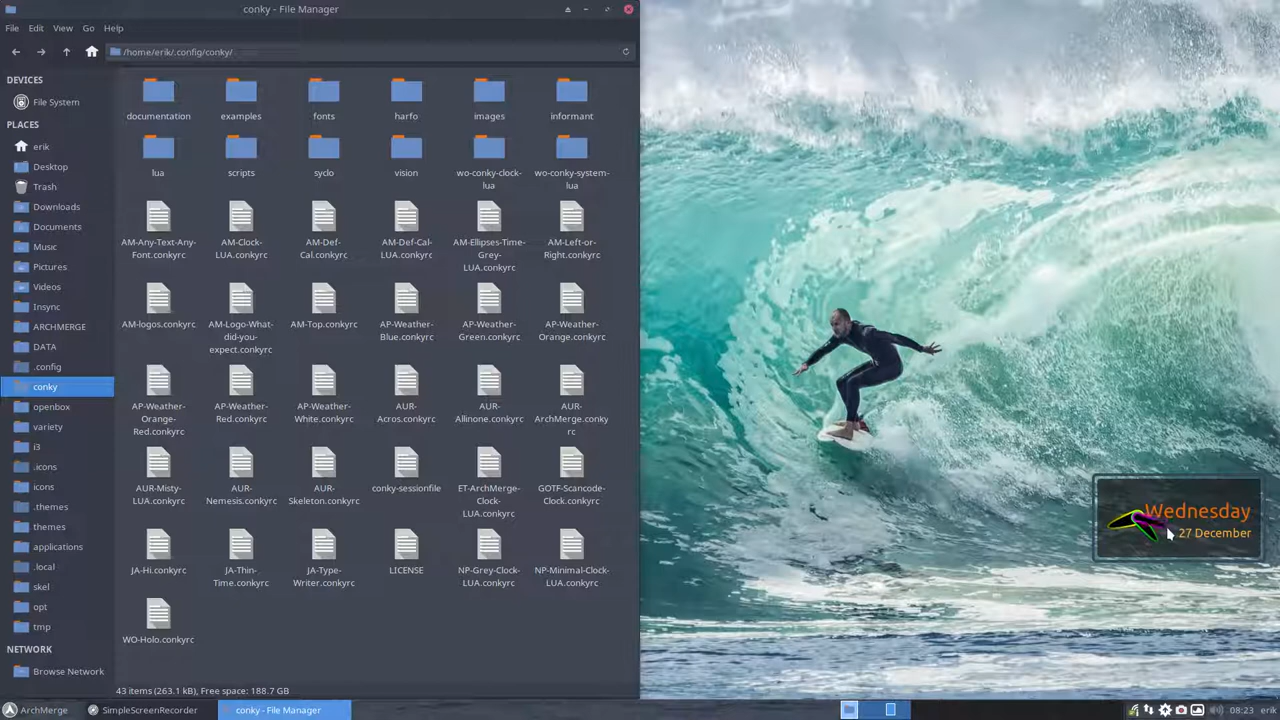 conky - File Manager
File Edit View Go Help
/home/erik/.config/conky/
DEVICES
File System
PLACES
erik
Desktop
Trash
Downloads
Documents
Music
Pictures
Videos
Insync
ARCHMERGE
DATA
.config
conky
openbox
variety
i3
.icons
icons
.themes
themes
applications
.local
skel
opt
tmp
NETWORK
Browse Network
documentation examples fonts harfo images informant
lua scripts syclo vision wo-conky-clock- wo-conky-system-
lua lua
AM-Any-Text-Any- AM-Clock- AM-Def- AM-Def-Cal- AM-Ellipses-Time- AM-Left-or-
Font.conkyrc LUA.conkyrc Cal.conkyrc LUA.conkyrc Grey- Right.conkyrc
LUA.conkyrc
AM-logos.conkyrc AM-Logo-What- AM-Top.conkyrc AP-Weather- AP-Weather- AP-Weather-
did-you- Blue.conkyrc Green.conkyrc Orange.conkyrc
expect.conkyrc
AP-Weather- AP-Weather- AP-Weather- AUR- AUR- AUR-
Orange- Red.conkyrc White.conkyrc Acros.conkyrc Allinone.conkyrc ArchMerge.conky
Red.conkyrc rc
AUR-Misty- AUR- AUR- conky-sessionfile ET-ArchMerge- GOTF-Scancode-
LUA.conkyrc Nemesis.conkyrc Skeleton.conkyrc Clock- Clock.conkyrc
LUA.conkyrc
JA-Hi.conkyrc JA-Thin- JA-Type- LICENSE NP-Grey-Clock- NP-Minimal-Clock-
Time.conkyrc Writer.conkyrc LUA.conkyrc LUA.conkyrc
WO-Holo.conkyrc
43 items (263.1 kB), Free space: 188.7 GB
Wednesday
27 December
ArchMerge SimpleScreenRecorder conky - File Manager 08:23 erik